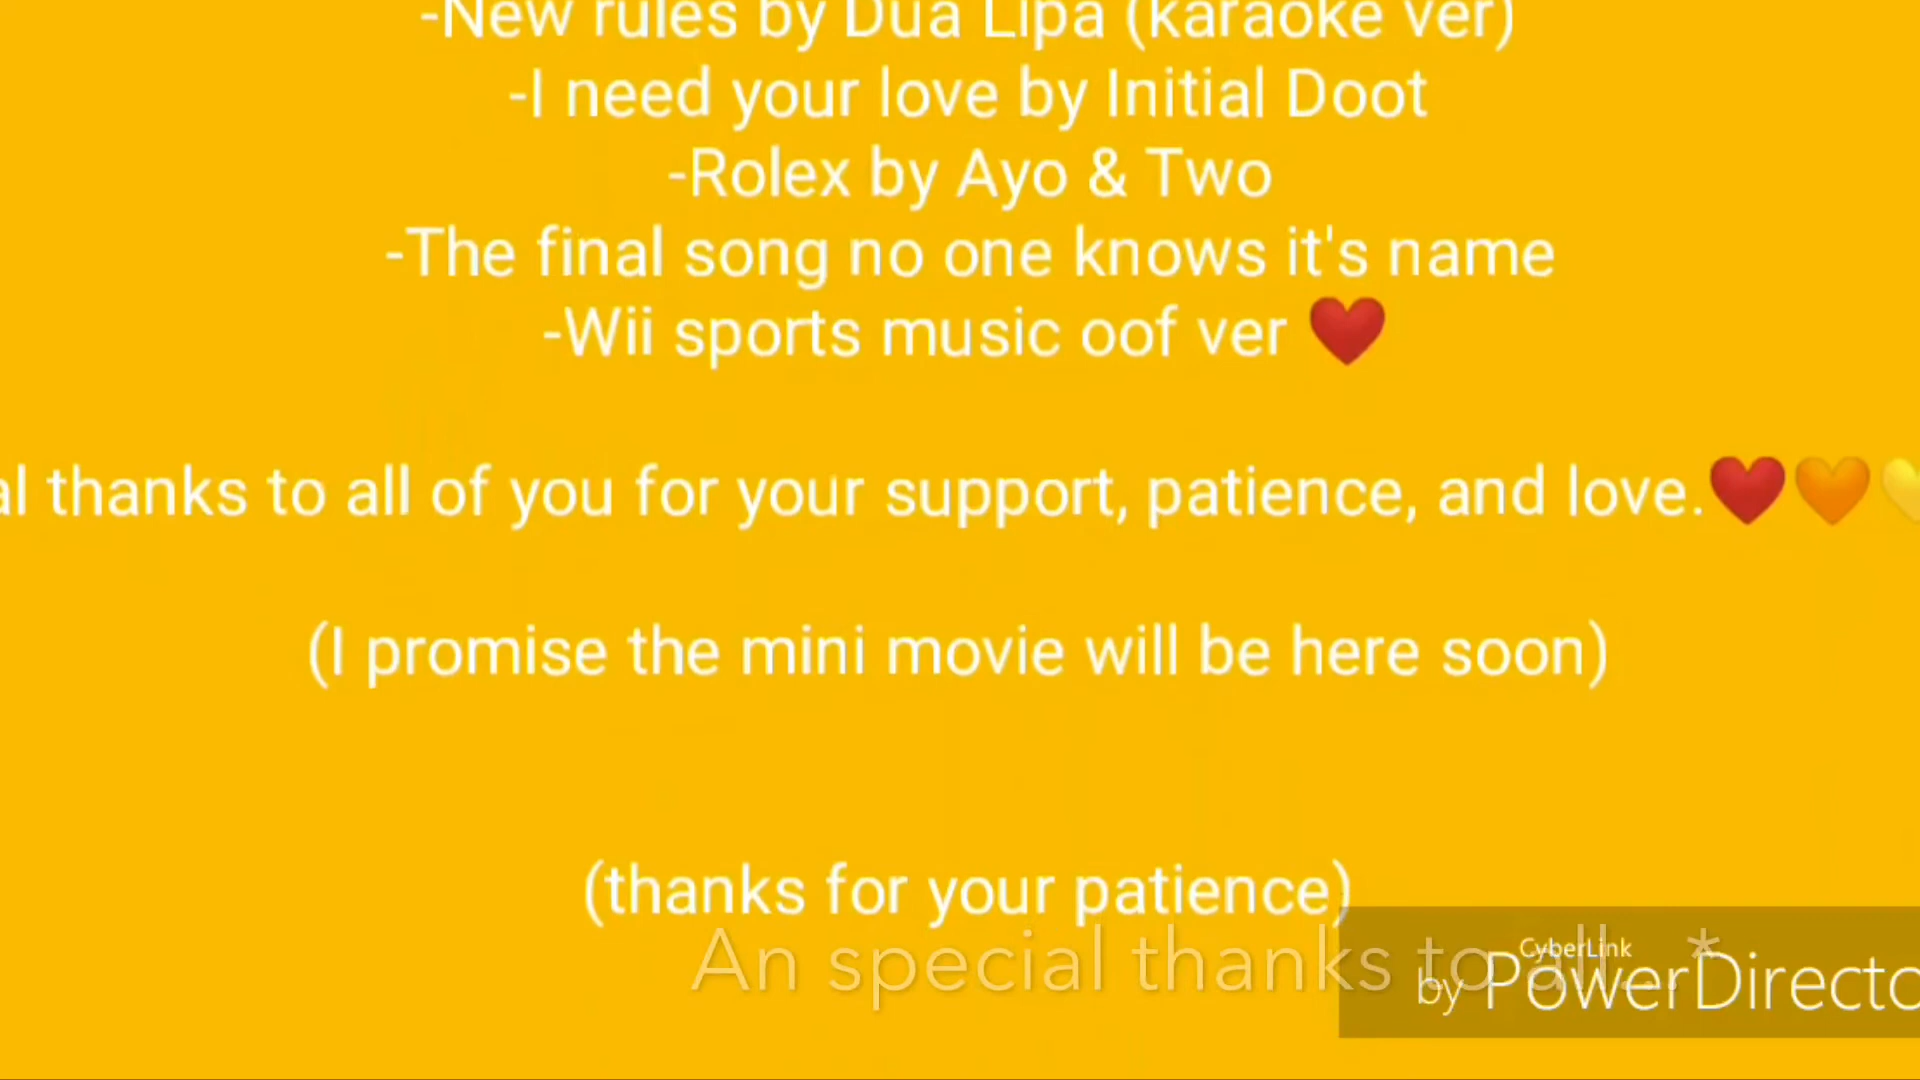 -New rules by Dua Lipa (karaoke ver)
-I need your love by Initial Doot
-Rolex by Ayo & Two
-The final song no one knows it's name
-Wii sports music oof ver ❤️
al thanks to all of you for your support, patience, and love.❤️🧡💛
(I promise the mini movie will be here soon)
(thanks for your patience)
An special thanks to all... *
CyberLink
by PowerDirecto